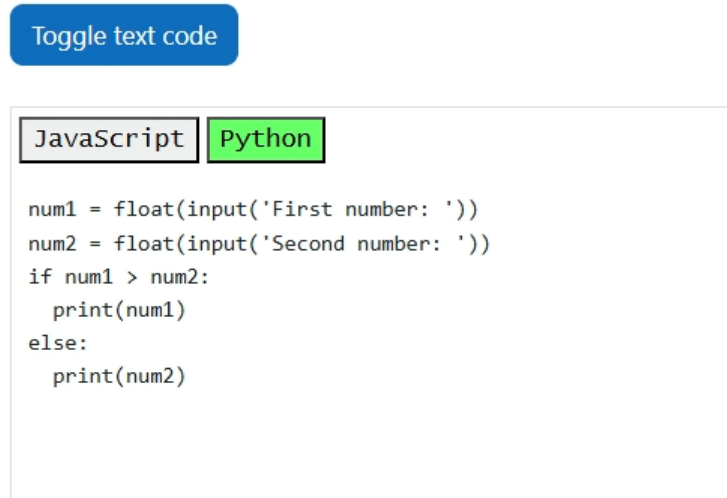 Toggle text code
JavaScript Python
num1 = float(input('First number: '))
num2 = float(input('Second number: '))
if num1 > num2:
  print(num1)
else:
  print(num2)